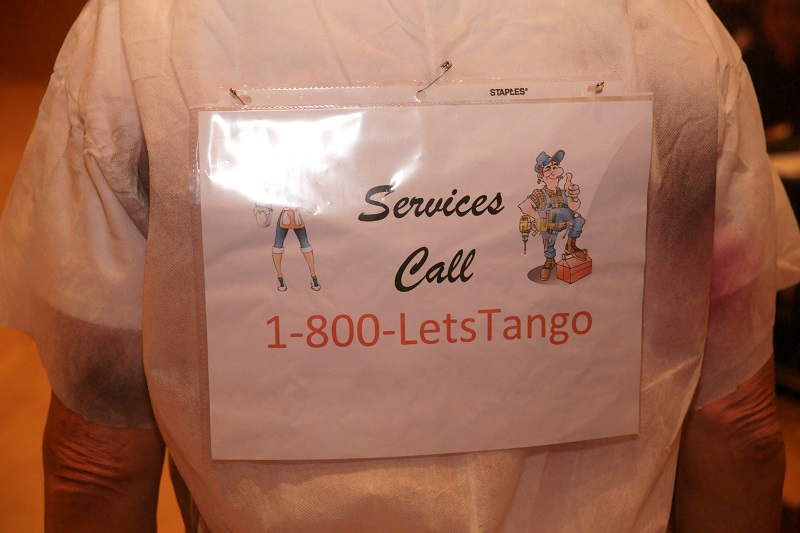 STAPLES®
Services
Call
1-800-LetsTango